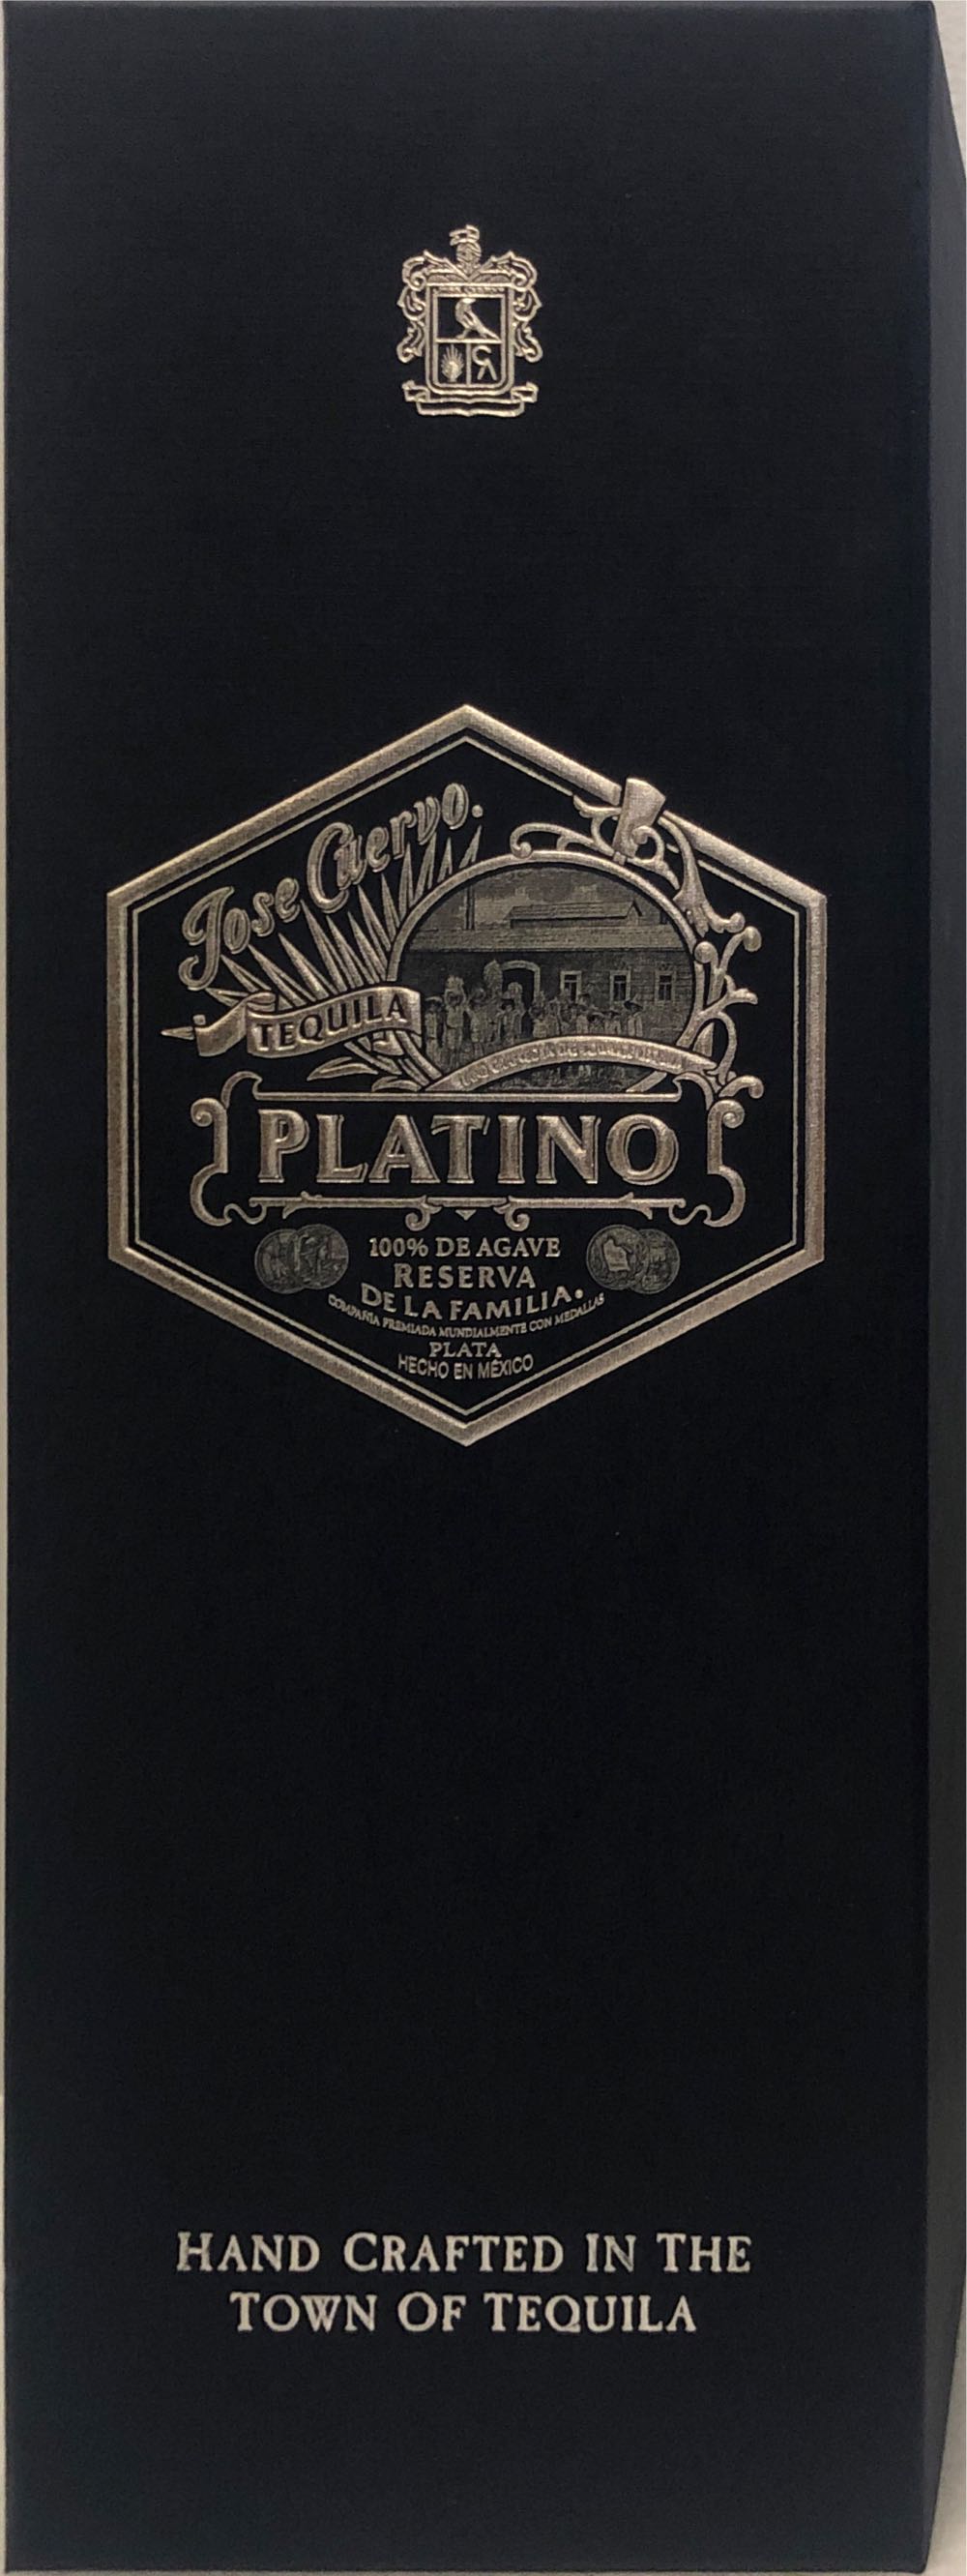 Jose Cuervo.
TEQUILA
PLATINO
100% DE AGAVE
RESERVA
DE LA FAMILIA.
COMPAÑIA PREMIADA MUNDIALMENTE CON MEDALLAS
PLATA
HECHO EN MÉXICO
HAND CRAFTED IN THE
TOWN OF TEQUILA